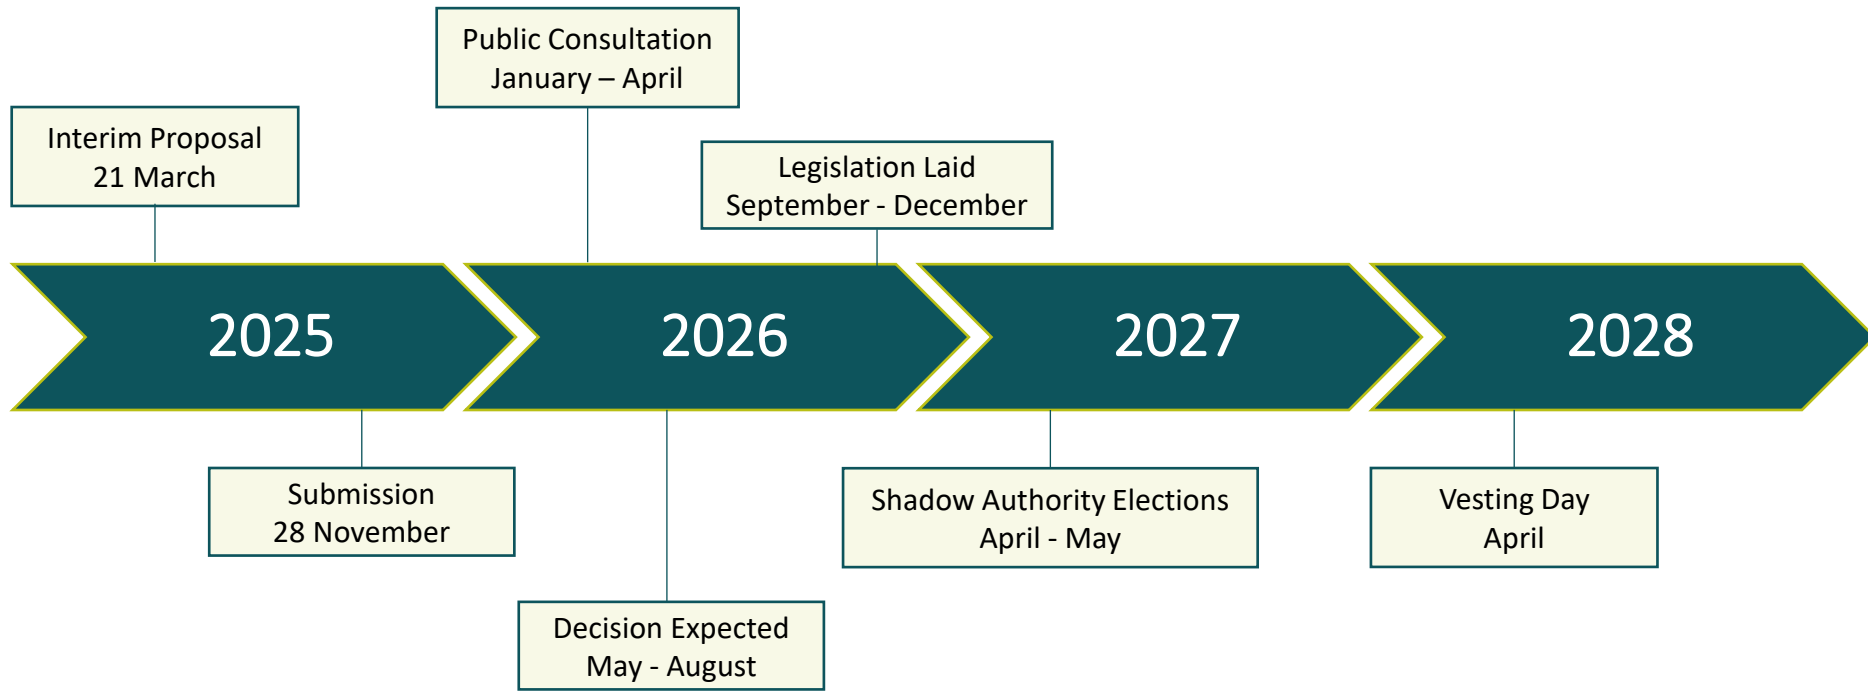 Public Consultation
January – April
Interim Proposal
21 March
Legislation Laid
September - December
2025
2026
2027
2028
Submission
28 November
Shadow Authority Elections
April - May
Vesting Day
April
Decision Expected
May - August